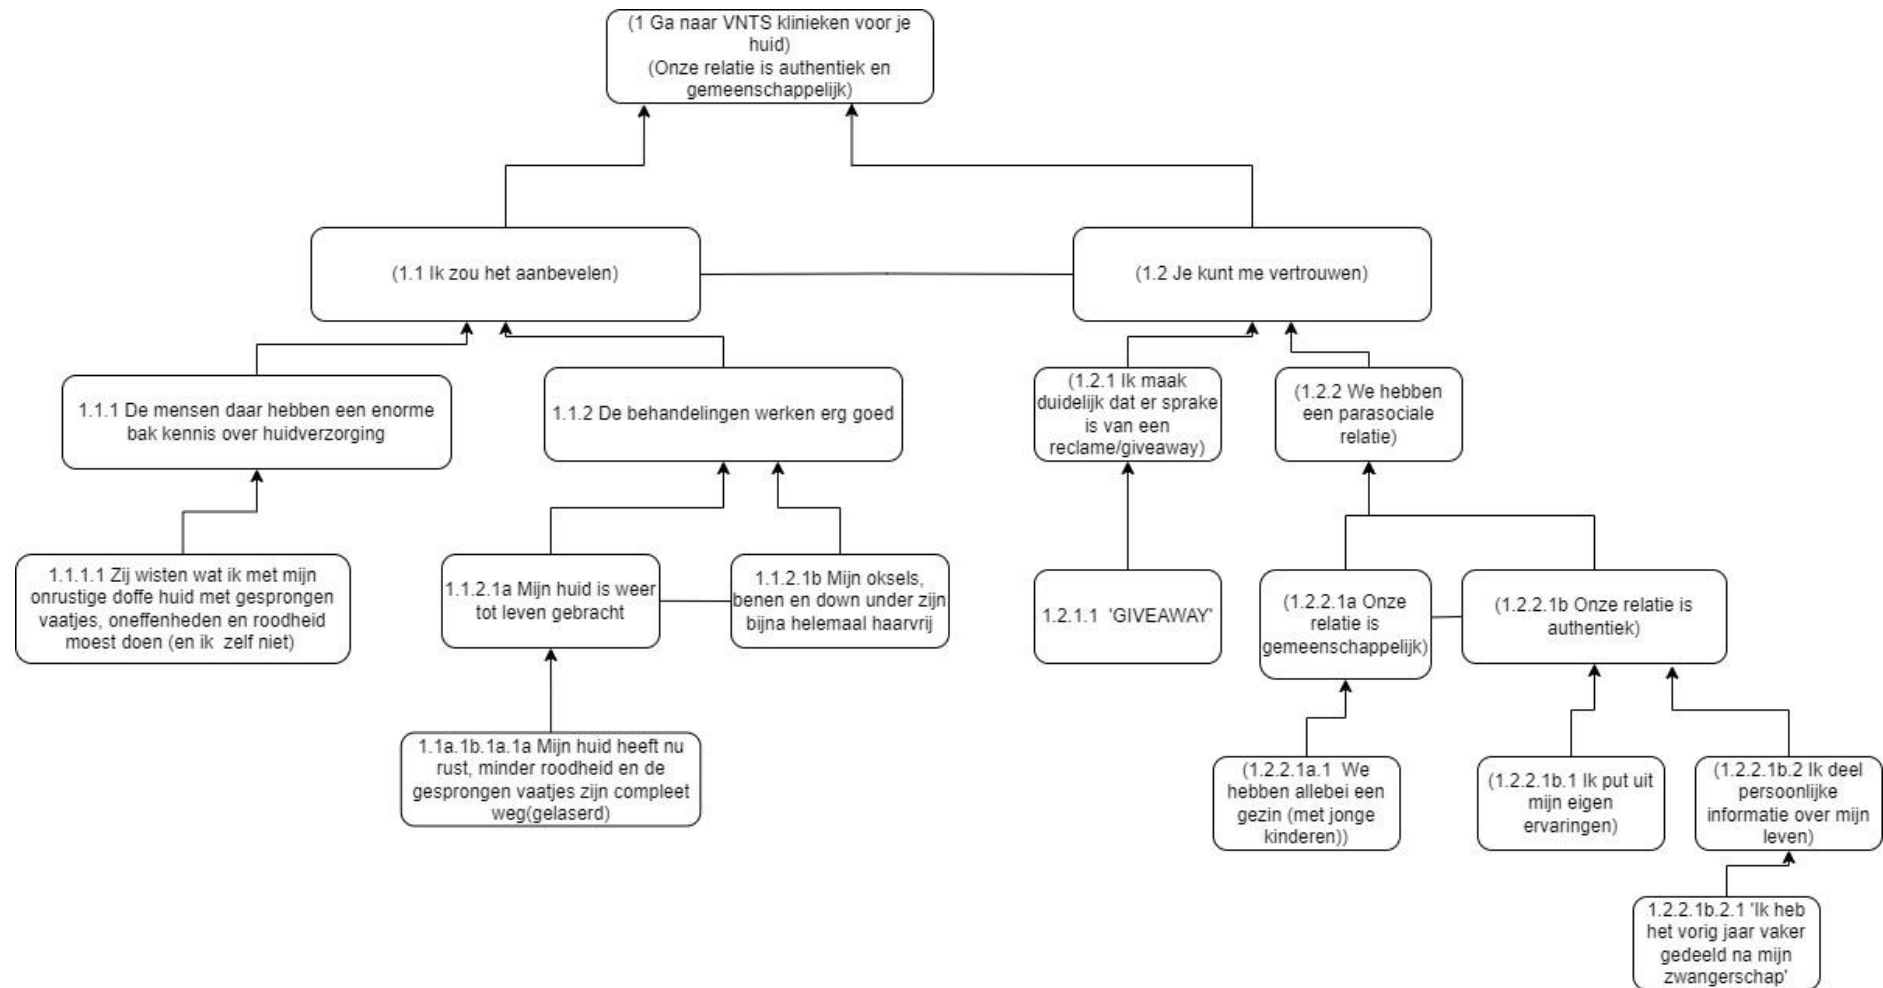 (1 Ga naar VNTS klinieken voor je
huid)
(Onze relatie is authentiek en
gemeenschappelijk)
(1.1 Ik zou het aanbevelen)
(1.2 Je kunt me vertrouwen)
1.1.1 De mensen daar hebben een enorme
bak kennis over huidverzorging
1.1.2 De behandelingen werken erg goed
(1.2.1 Ik maak
duidelijk dat er sprake
is van een
reclame/giveaway)
(1.2.2 We hebben
een parasociale
relatie)
1.1.1.1 Zij wisten wat ik met mijn
onrustige doffe huid met gesprongen
vaatjes, oneffenheden en roodheid
moest doen (en ik zelf niet)
1.1.2.1a Mijn huid is weer
tot leven gebracht
1.1.2.1b Mijn oksels,
benen en down under zijn
bijna helemaal haarvrij
1.2.1.1 'GIVEAWAY'
(1.2.2.1a Onze
relatie is
gemeenschappelijk)
(1.2.2.1b Onze relatie is
authentiek)
1.1a.1b.1a.1a Mijn huid heeft nu
rust, minder roodheid en de
gesprongen vaatjes zijn compleet
weg(gelaserd)
(1.2.2.1a.1 We
hebben allebei een
gezin (met jonge
kinderen))
(1.2.2.1b.1 Ik put uit
mijn eigen
ervaringen)
(1.2.2.1b.2 Ik deel
persoonlijke
informatie over mijn
leven)
1.2.2.1b.2.1 'Ik heb
het vorig jaar vaker
gedeeld na mijn
zwangerschap'